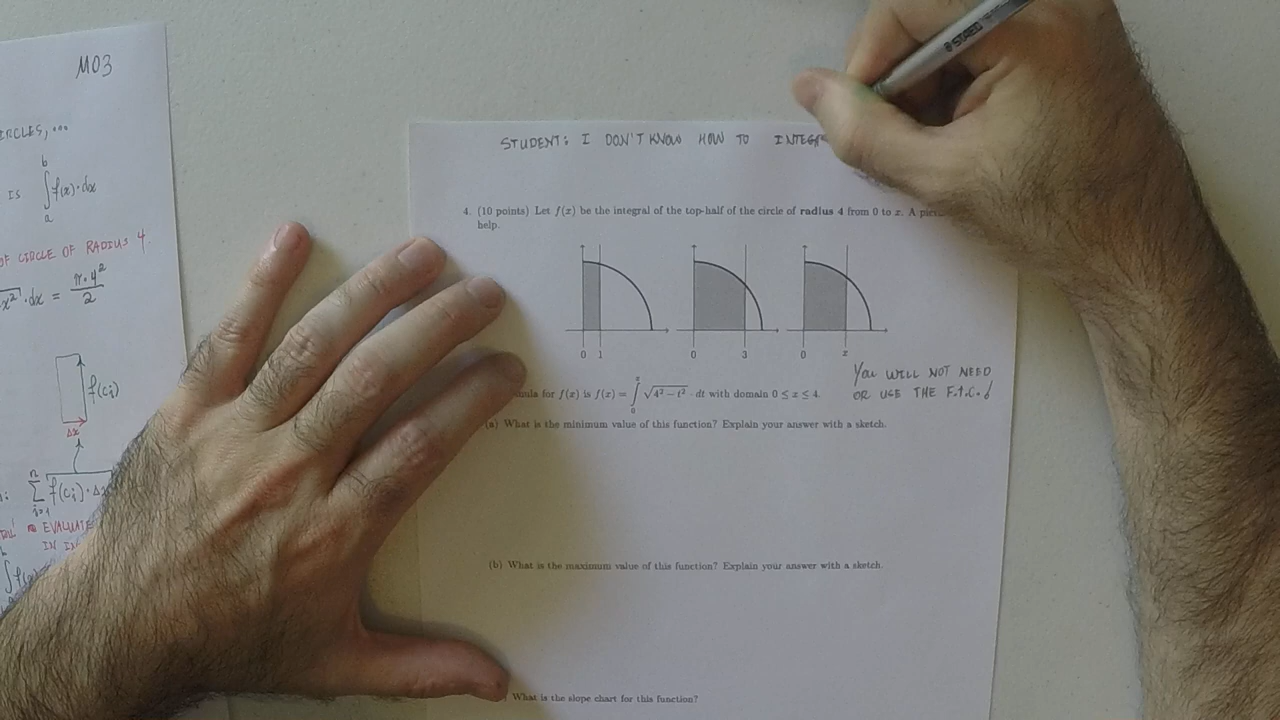 M03
CIRCLES, ...
b
IS ∫ f(x)·dx
a
OF CIRCLE OF RADIUS 4
x² · dx = π·4² / 2
f(cᵢ)
Δx
n
Σ f(cᵢ)·Δx
i=1
EVALUATE
STUDENT: I DON'T KNOW HOW TO
4. (10 points) Let f(x) be the integral of the top-half of the circle of radius 4 from 0 to x. A
help.
0 1
0 3
0 x
YOU WILL NOT NEED
OR USE THE F.T.C.!
for f(x) is f(x) = ∫₀ˣ √(4² − t²) · dt with domain 0 ≤ x ≤ 4.
(a) What is the minimum value of this function? Explain your answer with a sketch.
(b) What is the maximum value of this function? Explain your answer with a sketch.
What is the slope chart for this function?